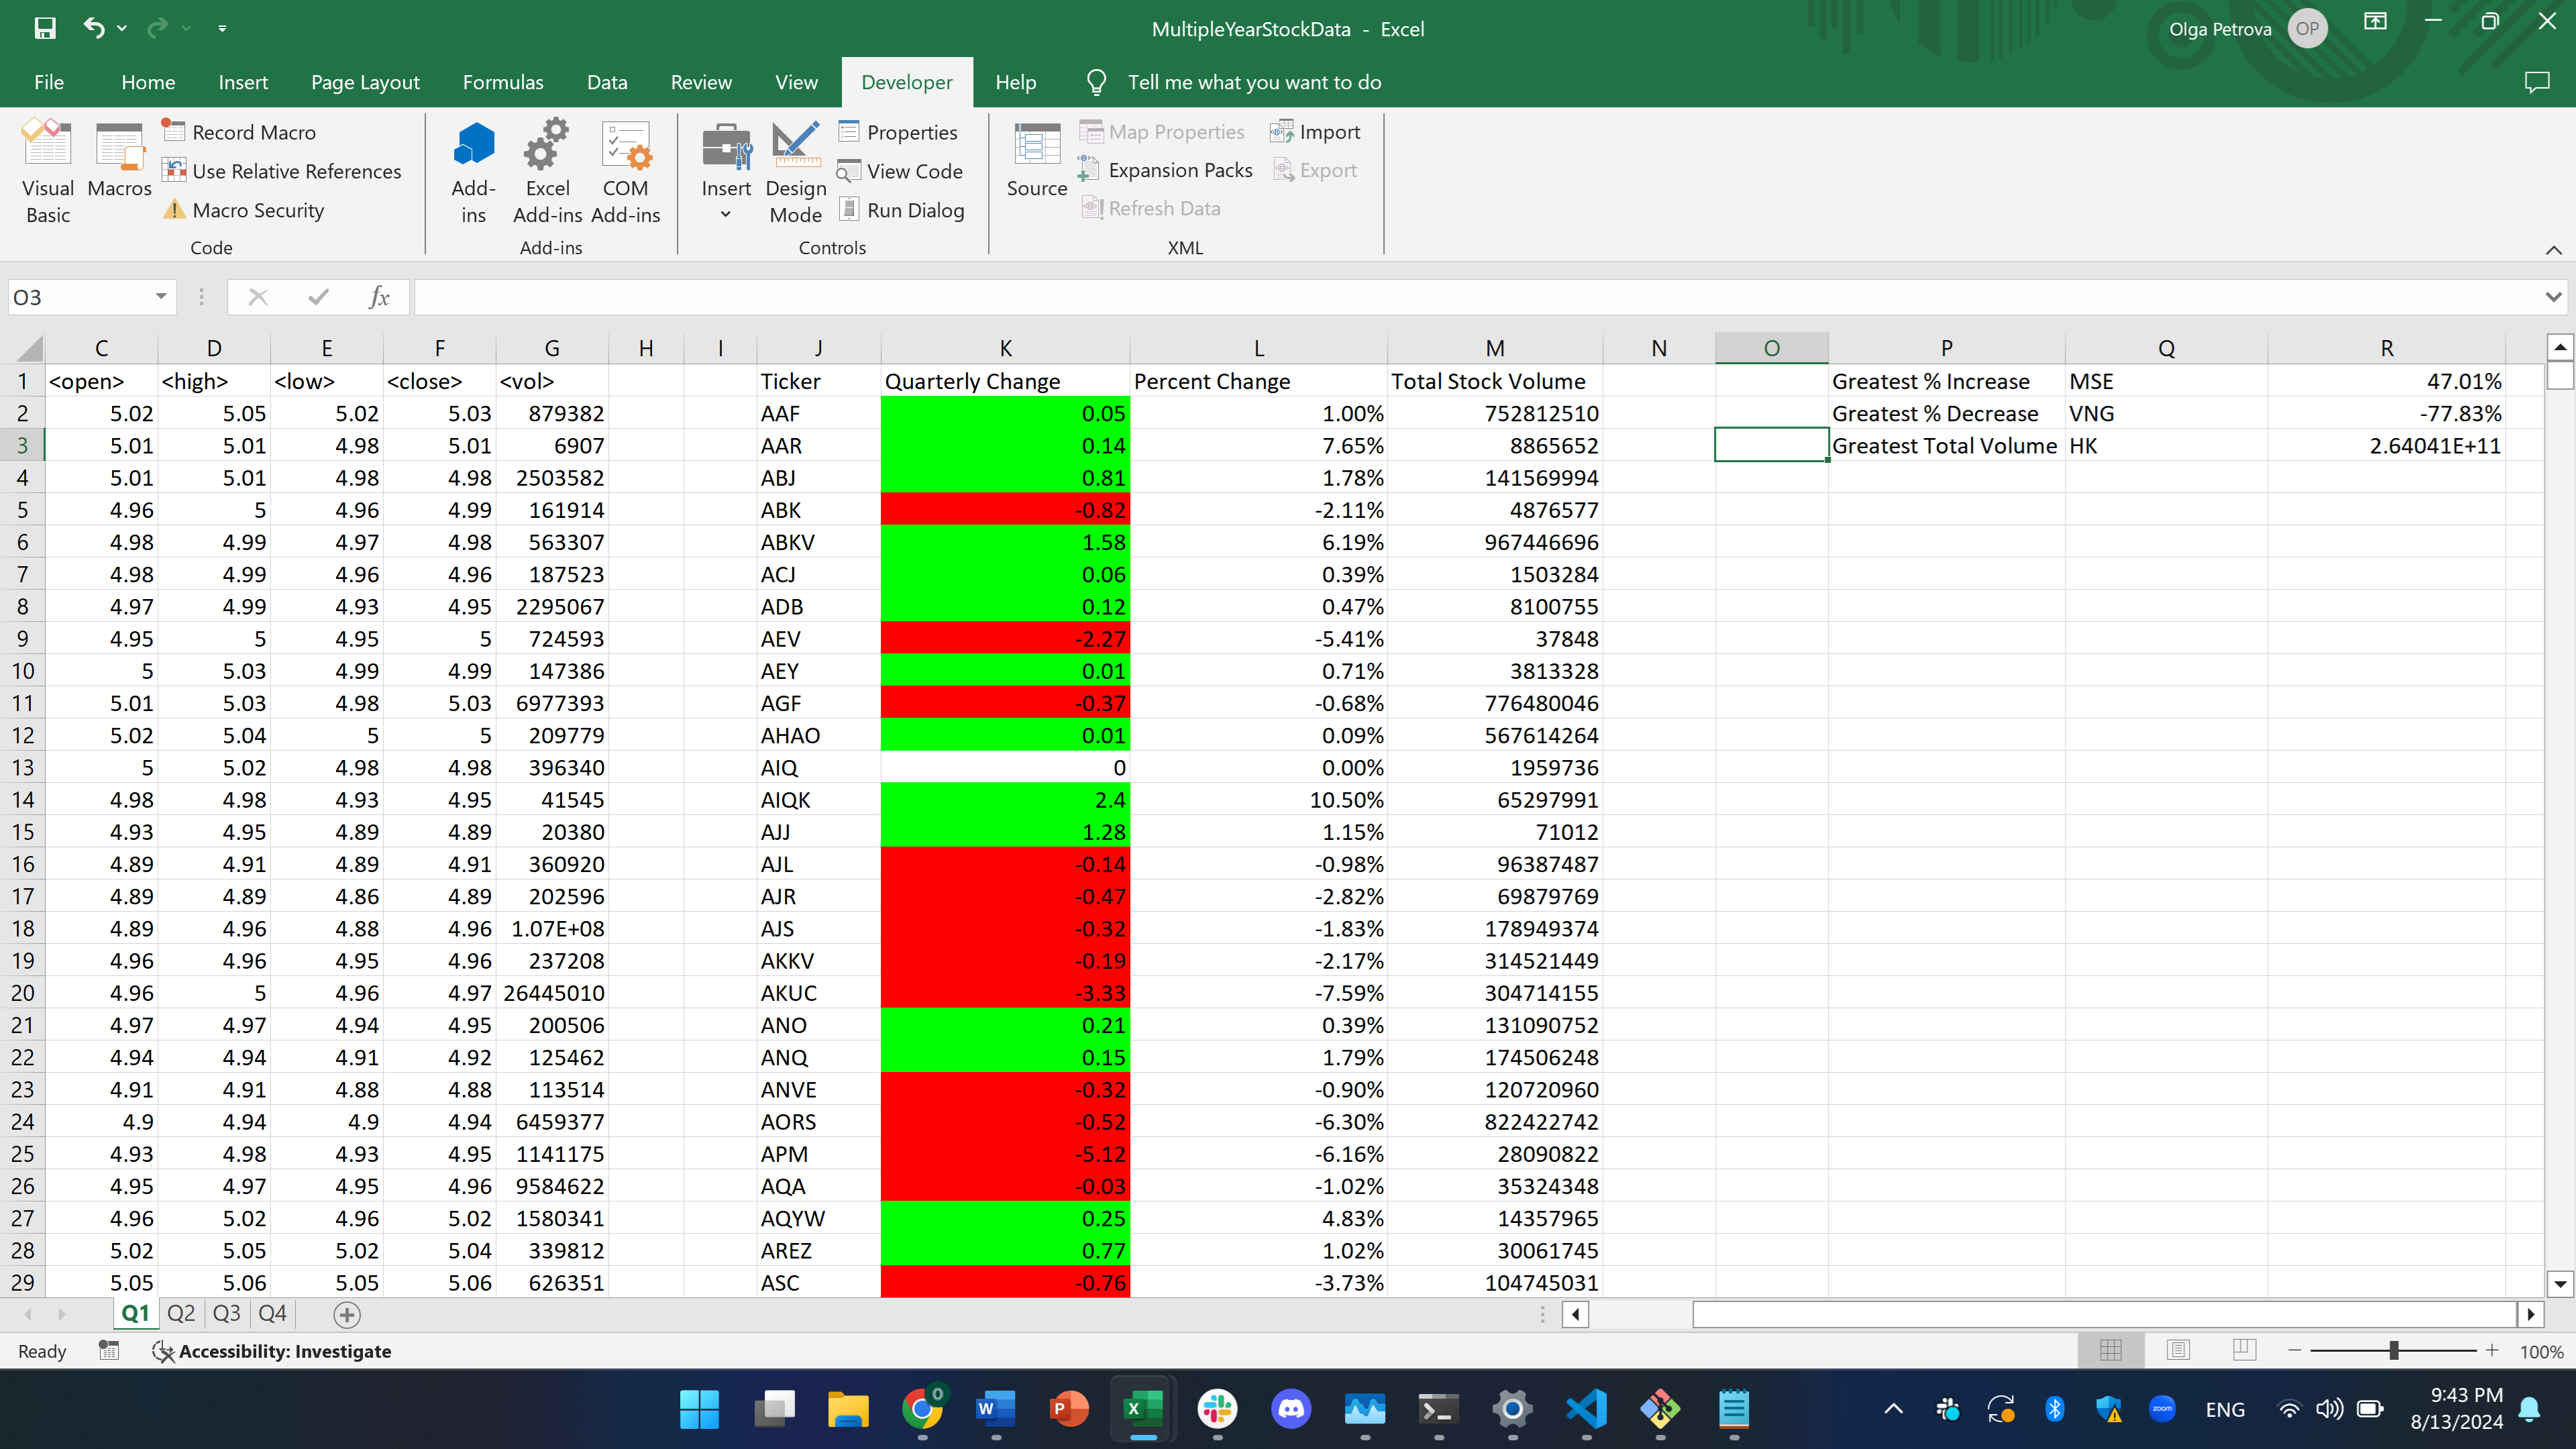 MultipleYearStockData - Excel
Olga Petrova OP
File Home Insert Page Layout Formulas Data Review View Developer Help Tell me what you want to do
Visual Basic
Macros
Record Macro
Use Relative References
Macro Security
Code
Add-ins
Excel Add-ins
COM Add-ins
Add-ins
Insert
Design Mode
Properties
View Code
Run Dialog
Controls
Source
Map Properties
Expansion Packs
Refresh Data
Import
Export
XML
O3 fx
C D E F G H I J K L M N O P Q R
1 <open> <high> <low> <close> <vol> Ticker Quarterly Change Percent Change Total Stock Volume Greatest % Increase MSE 47.01%
2 5.02 5.05 5.02 5.03 879382 AAF 0.05 1.00% 752812510 Greatest % Decrease VNG -77.83%
3 5.01 5.01 4.98 5.01 6907 AAR 0.14 7.65% 8865652 Greatest Total Volume HK 2.64041E+11
4 5.01 5.01 4.98 4.98 2503582 ABJ 0.81 1.78% 141569994
5 4.96 5 4.96 4.99 161914 ABK -0.82 -2.11% 4876577
6 4.98 4.99 4.97 4.98 563307 ABKV 1.58 6.19% 967446696
7 4.98 4.99 4.96 4.96 187523 ACJ 0.06 0.39% 1503284
8 4.97 4.99 4.93 4.95 2295067 ADB 0.12 0.47% 8100755
9 4.95 5 4.95 5 724593 AEV -2.27 -5.41% 37848
10 5 5.03 4.99 4.99 147386 AEY 0.01 0.71% 3813328
11 5.01 5.03 4.98 5.03 6977393 AGF -0.37 -0.68% 776480046
12 5.02 5.04 5 5 209779 AHAO 0.01 0.09% 567614264
13 5 5.02 4.98 4.98 396340 AIQ 0 0.00% 1959736
14 4.98 4.98 4.93 4.95 41545 AIQK 2.4 10.50% 65297991
15 4.93 4.95 4.89 4.89 20380 AJJ 1.28 1.15% 71012
16 4.89 4.91 4.89 4.91 360920 AJL -0.14 -0.98% 96387487
17 4.89 4.89 4.86 4.89 202596 AJR -0.47 -2.82% 69879769
18 4.89 4.96 4.88 4.96 1.07E+08 AJS -0.32 -1.83% 178949374
19 4.96 4.96 4.95 4.96 237208 AKKV -0.19 -2.17% 314521449
20 4.96 5 4.96 4.97 26445010 AKUC -3.33 -7.59% 304714155
21 4.97 4.97 4.94 4.95 200506 ANO 0.21 0.39% 131090752
22 4.94 4.94 4.91 4.92 125462 ANQ 0.15 1.79% 174506248
23 4.91 4.91 4.88 4.88 113514 ANVE -0.32 -0.90% 120720960
24 4.9 4.94 4.9 4.94 6459377 AORS -0.52 -6.30% 822422742
25 4.93 4.98 4.93 4.95 1141175 APM -5.12 -6.16% 28090822
26 4.95 4.97 4.95 4.96 9584622 AQA -0.03 -1.02% 35324348
27 4.96 5.02 4.96 5.02 1580341 AQYW 0.25 4.83% 14357965
28 5.02 5.05 5.02 5.04 339812 AREZ 0.77 1.02% 30061745
29 5.05 5.06 5.05 5.06 626351 ASC -0.76 -3.73% 104745031
Q1 Q2 Q3 Q4
Ready Accessibility: Investigate 100%
W P X zoom ENG 9:43 PM
8/13/2024